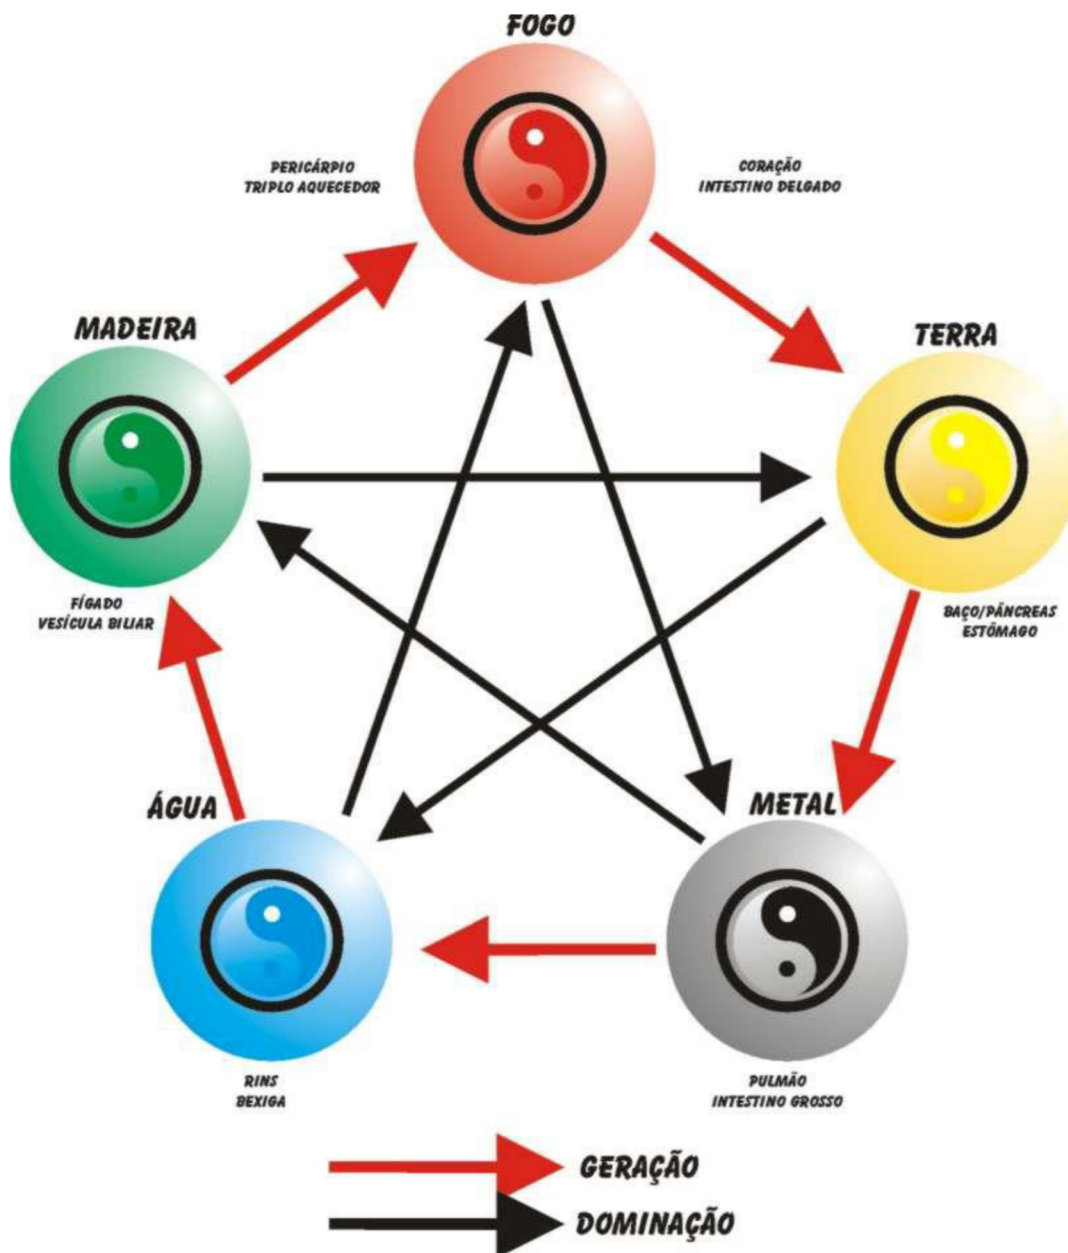 FOGO
PERICÁRPIO
TRIPLO AQUECEDOR
CORAÇÃO
INTESTINO DELGADO
MADEIRA
TERRA
FÍGADO
VESÍCULA BILIAR
BAÇO/PÂNCREAS
ESTÔMAGO
ÁGUA
METAL
RINS
BEXIGA
PULMÃO
INTESTINO GROSSO
GERAÇÃO
DOMINAÇÃO